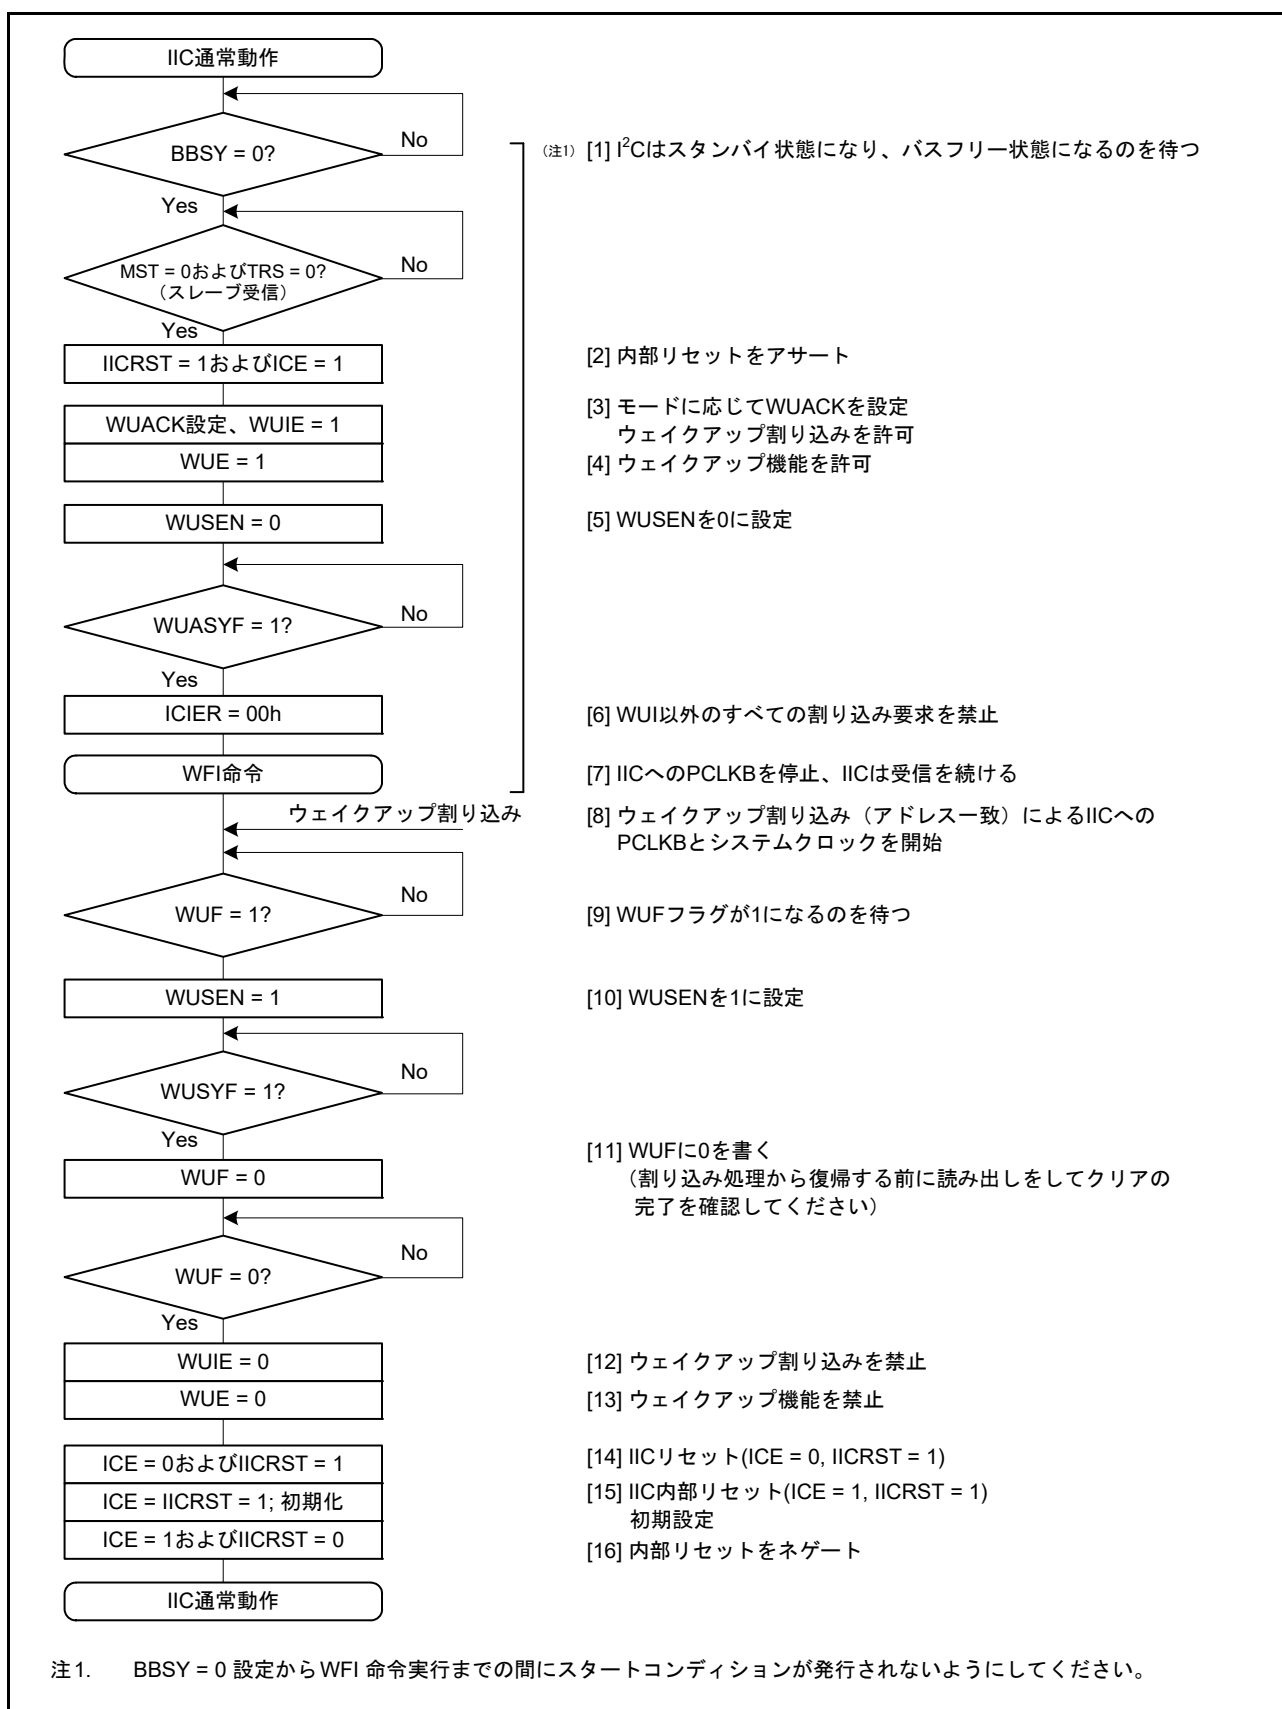 IIC通常動作
BBSY = 0?
No
(注1) [1] I²Cはスタンバイ状態になり、バスフリー状態になるのを待つ
Yes
MST = 0およびTRS = 0?
(スレーブ受信)
No
Yes
IICRST = 1およびICE = 1
[2] 内部リセットをアサート
WUACK設定、WUIE = 1
[3] モードに応じてWUACKを設定
ウェイクアップ割り込みを許可
WUE = 1
[4] ウェイクアップ機能を許可
WUSEN = 0
[5] WUSENを0に設定
WUASYF = 1?
No
Yes
ICIER = 00h
[6] WUI以外のすべての割り込み要求を禁止
WFI命令
[7] IICへのPCLKBを停止、IICは受信を続ける
ウェイクアップ割り込み
[8] ウェイクアップ割り込み（アドレス一致）によるIICへの
PCLKBとシステムクロックを開始
WUF = 1?
No
[9] WUFフラグが1になるのを待つ
WUSEN = 1
[10] WUSENを1に設定
WUSYF = 1?
No
Yes
WUF = 0
[11] WUFに0を書く
（割り込み処理から復帰する前に読み出しをしてクリアの
完了を確認してください）
WUF = 0?
No
Yes
WUIE = 0
[12] ウェイクアップ割り込みを禁止
WUE = 0
[13] ウェイクアップ機能を禁止
ICE = 0およびIICRST = 1
[14] IICリセット(ICE = 0, IICRST = 1)
ICE = IICRST = 1; 初期化
[15] IIC内部リセット(ICE = 1, IICRST = 1)
初期設定
ICE = 1およびIICRST = 0
[16] 内部リセットをネゲート
IIC通常動作
注1. BBSY = 0 設定からWFI 命令実行までの間にスタートコンディションが発行されないようにしてください。